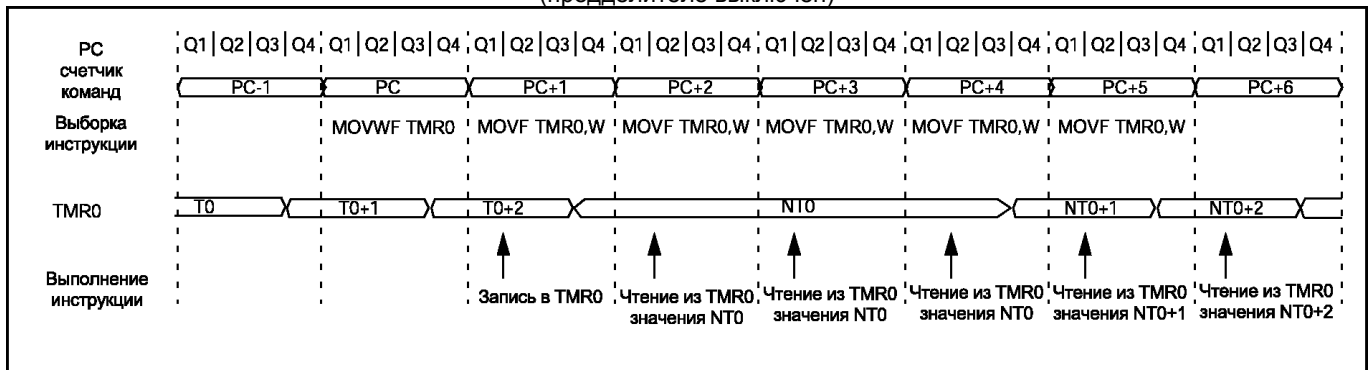 (предделитель выключен)
PC
счетчик
команд
Q1 Q2 Q3 Q4 Q1 Q2 Q3 Q4 Q1 Q2 Q3 Q4 Q1 Q2 Q3 Q4 Q1 Q2 Q3 Q4 Q1 Q2 Q3 Q4 Q1 Q2 Q3 Q4 Q1 Q2 Q3 Q4
PC-1 PC PC+1 PC+2 PC+3 PC+4 PC+5 PC+6
Выборка
инструкции
MOVWF TMR0 MOVF TMR0,W MOVF TMR0,W MOVF TMR0,W MOVF TMR0,W MOVF TMR0,W
TMR0
T0 T0+1 T0+2 NT0 NT0+1 NT0+2
Выполнение
инструкции
Запись в TMR0
Чтение из TMR0
значения NT0
Чтение из TMR0
значения NT0
Чтение из TMR0
значения NT0
Чтение из TMR0
значения NT0+1
Чтение из TMR0
значения NT0+2